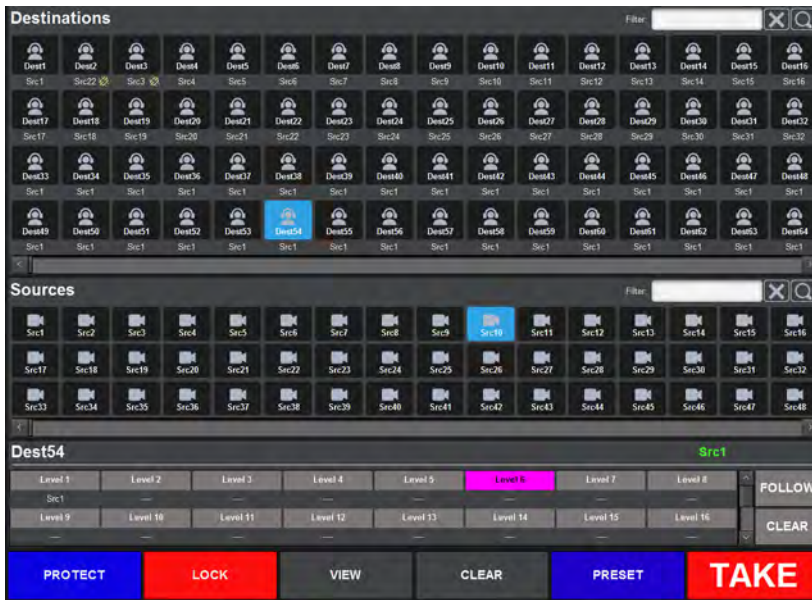 Destinations Filter:
Dest1 Dest2 Dest3 Dest4 Dest5 Dest6 Dest7 Dest8 Dest9 Dest10 Dest11 Dest12 Dest13 Dest14 Dest15 Dest16
Src1 Src22 Src3 Src4 Src5 Src6 Src7 Src8 Src9 Src10 Src11 Src12 Src13 Src14 Src15 Src16
Dest17 Dest18 Dest19 Dest20 Dest21 Dest22 Dest23 Dest24 Dest25 Dest26 Dest27 Dest28 Dest29 Dest30 Dest31 Dest32
Src17 Src18 Src19 Src20 Src21 Src22 Src23 Src24 Src25 Src26 Src27 Src28 Src29 Src30 Src31 Src32
Dest33 Dest34 Dest35 Dest36 Dest37 Dest38 Dest39 Dest40 Dest41 Dest42 Dest43 Dest44 Dest45 Dest46 Dest47 Dest48
Src1 Src1 Src1 Src1 Src1 Src1 Src1 Src1 Src1 Src1 Src1 Src1 Src1 Src1 Src1 Src1
Dest49 Dest50 Dest51 Dest52 Dest53 Dest54 Dest55 Dest56 Dest57 Dest58 Dest59 Dest60 Dest61 Dest62 Dest63 Dest64
Src1 Src1 Src1 Src1 Src1 Src1 Src1 Src1 Src1 Src1 Src1 Src1 Src1 Src1 Src1 Src1
Sources Filter:
Src1 Src2 Src3 Src4 Src5 Src6 Src7 Src8 Src9 Src10 Src11 Src12 Src13 Src14 Src15 Src16
Src17 Src18 Src19 Src20 Src21 Src22 Src23 Src24 Src25 Src26 Src27 Src28 Src29 Src30 Src31 Src32
Src33 Src34 Src35 Src36 Src37 Src38 Src39 Src40 Src41 Src42 Src43 Src44 Src45 Src46 Src47 Src48
Dest54 Src1
Level 1 Level 2 Level 3 Level 4 Level 5 Level 6 Level 7 Level 8 FOLLOW
Src1 — — — — — — —
Level 9 Level 10 Level 11 Level 12 Level 13 Level 14 Level 15 Level 16 CLEAR
— — — — — — — —
PROTECT LOCK VIEW CLEAR PRESET TAKE